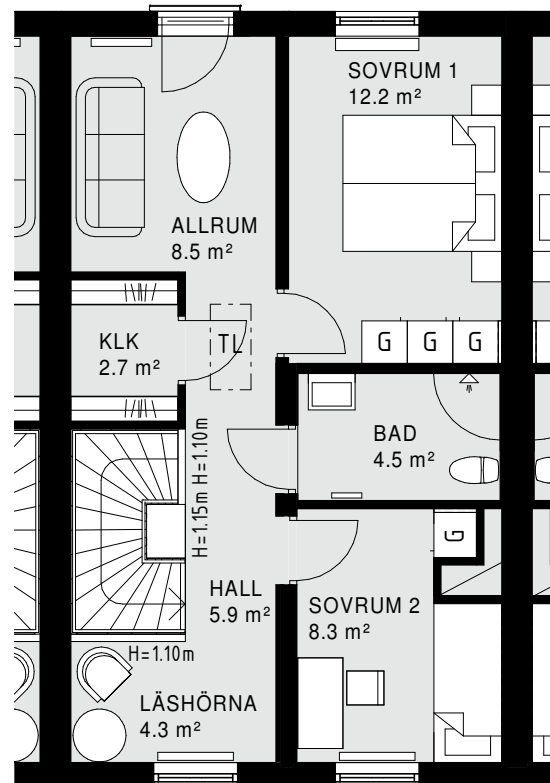 SOVRUM 1
12.2 m²
ALLRUM
8.5 m²
KLK
2.7 m²
TL
G
G
G
BAD
4.5 m²
H=1.15m H=1.10m
G
HALL
5.9 m²
SOVRUM 2
8.3 m²
H=1.10m
LÄSHÖRNA
4.3 m²